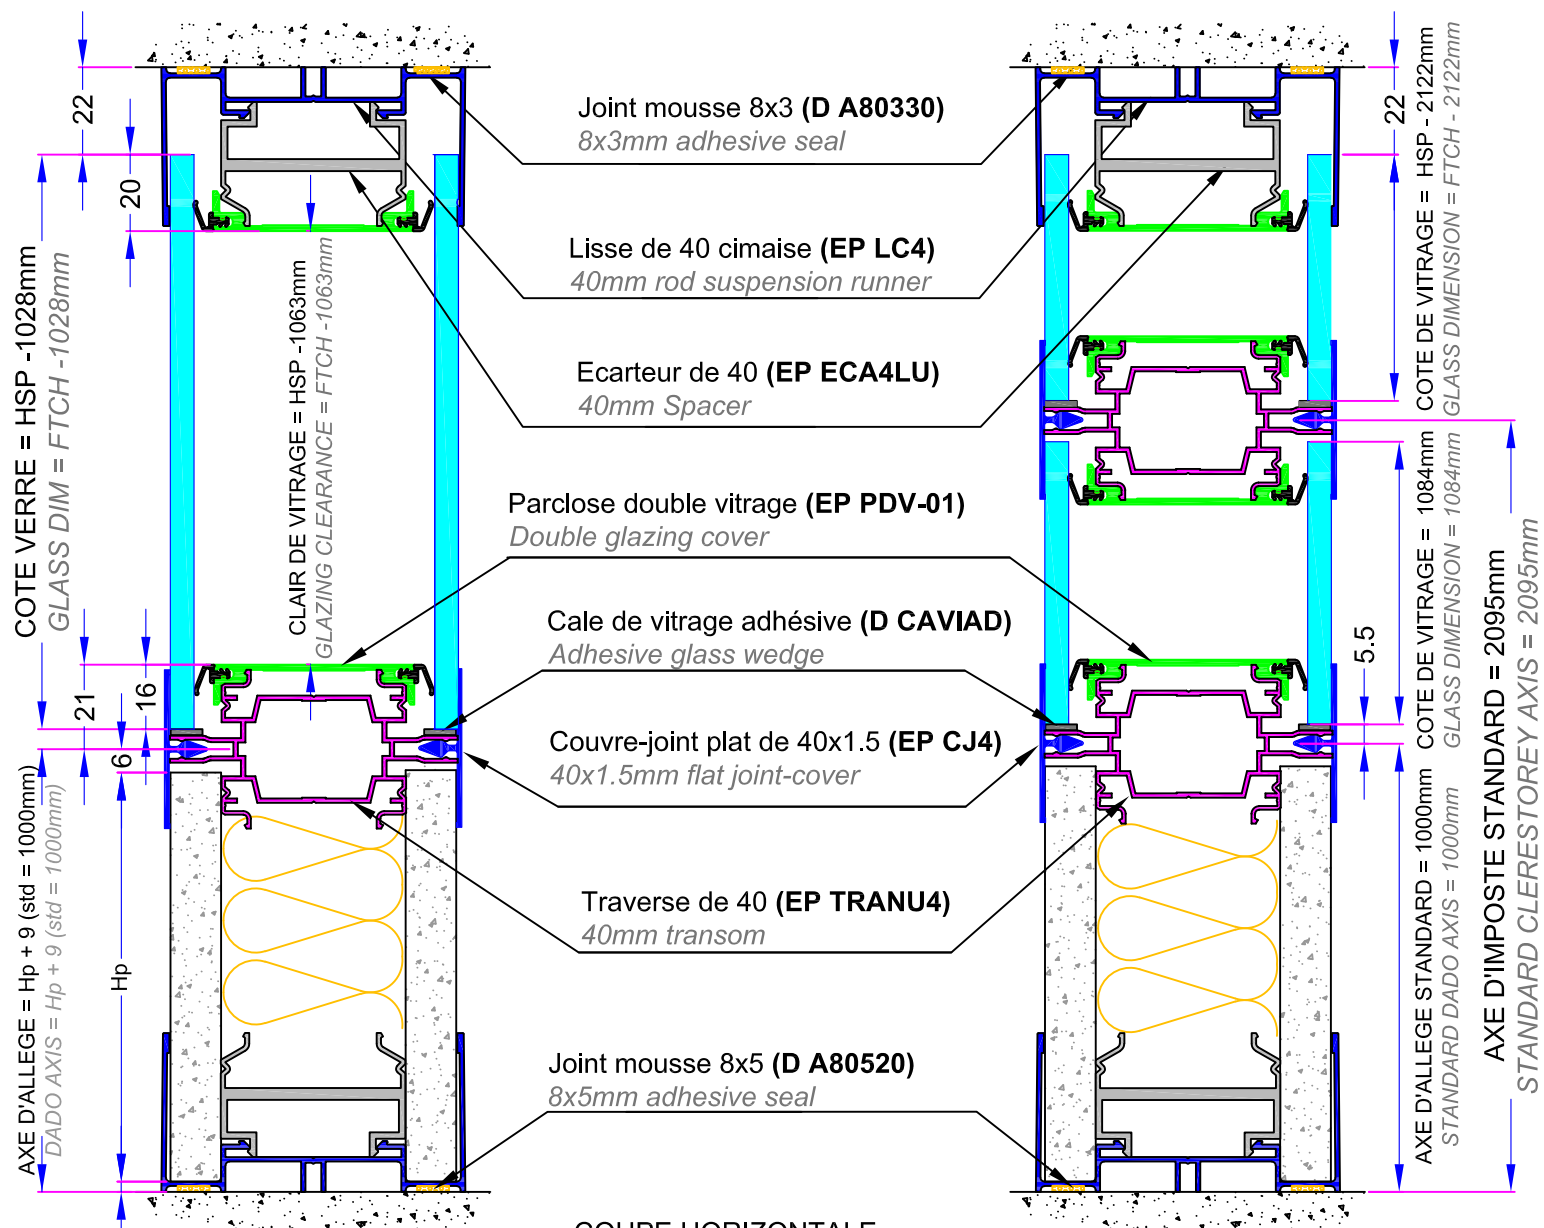 22
20
COTE VERRE = HSP -1028mm
GLASS DIM = FTCH -1028mm
CLAIR DE VITRAGE = HSP -1063mm
GLAZING CLEARANCE = FTCH -1063mm
21
16
6
AXE D'ALLEGE = Hp + 9 (std = 1000mm)
DADO AXIS = Hp + 9 (std = 1000mm)
Hp
Joint mousse 8x3 (D A80330)
8x3mm adhesive seal
Lisse de 40 cimaise (EP LC4)
40mm rod suspension runner
Ecarteur de 40 (EP ECA4LU)
40mm Spacer
Parclose double vitrage (EP PDV-01)
Double glazing cover
Cale de vitrage adhésive (D CAVIAD)
Adhesive glass wedge
Couvre-joint plat de 40x1.5 (EP CJ4)
40x1.5mm flat joint-cover
Traverse de 40 (EP TRANU4)
40mm transom
Joint mousse 8x5 (D A80520)
8x5mm adhesive seal
22
COTE DE VITRAGE = HSP - 2122mm
GLASS DIMENSION = FTCH - 2122mm
COTE DE VITRAGE = 1084mm
GLASS DIMENSION = 1084mm
5.5
AXE D'ALLEGE STANDARD = 1000mm
STANDARD DADO AXIS = 1000mm
AXE D'IMPOSTE STANDARD = 2095mm
STANDARD CLERESTOREY AXIS = 2095mm
COUPE HORIZONTALE